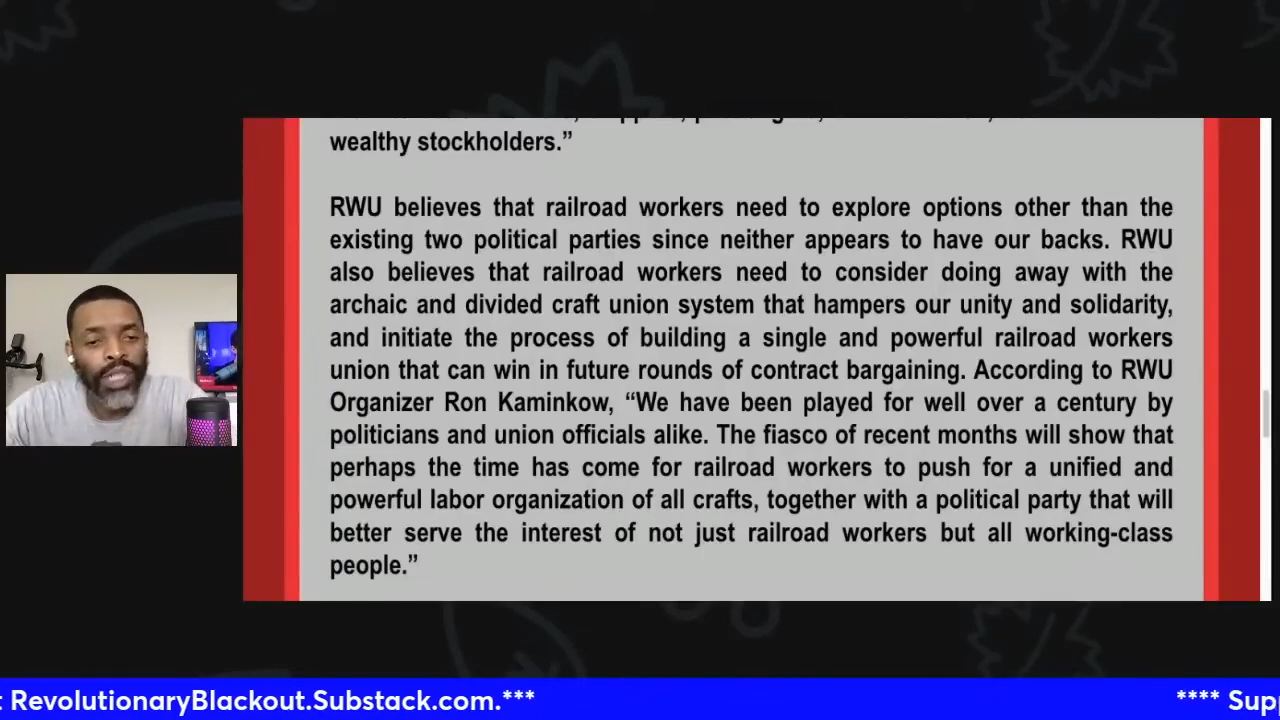 wealthy stockholders.”
RWU believes that railroad workers need to explore options other than the
existing two political parties since neither appears to have our backs. RWU
also believes that railroad workers need to consider doing away with the
archaic and divided craft union system that hampers our unity and solidarity,
and initiate the process of building a single and powerful railroad workers
union that can win in future rounds of contract bargaining. According to RWU
Organizer Ron Kaminkow, “We have been played for well over a century by
politicians and union officials alike. The fiasco of recent months will show that
perhaps the time has come for railroad workers to push for a unified and
powerful labor organization of all crafts, together with a political party that will
better serve the interest of not just railroad workers but all working-class
people.”
RevolutionaryBlackout.Substack.com.*** **** Supp